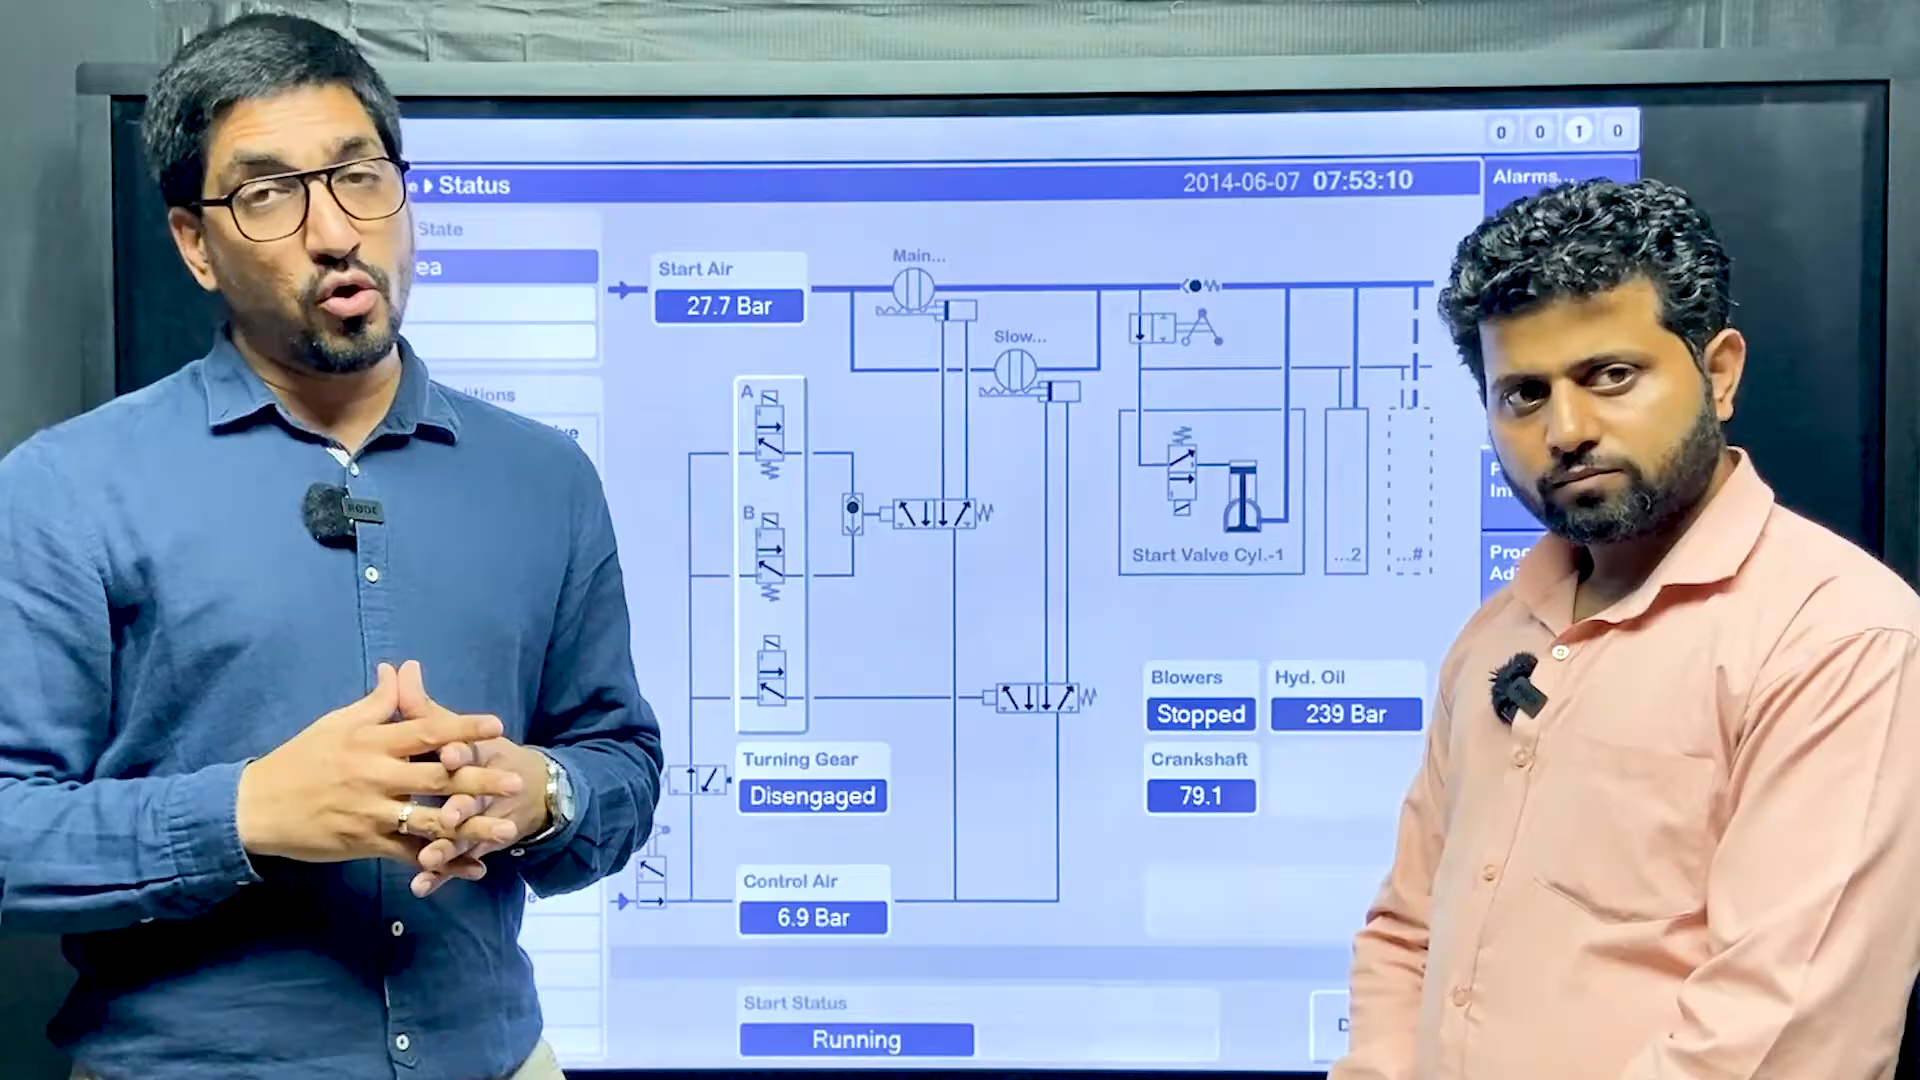 0 0 1 0
Status
2014-06-07 07:53:10
Alarms...
State
Start Air
27.7 Bar
Main...
Slow...
A
B
Start Valve Cyl.-1
...2
...#
Blowers
Stopped
Hyd. Oil
239 Bar
Turning Gear
Disengaged
Crankshaft
79.1
Control Air
6.9 Bar
Start Status
Running
RODE